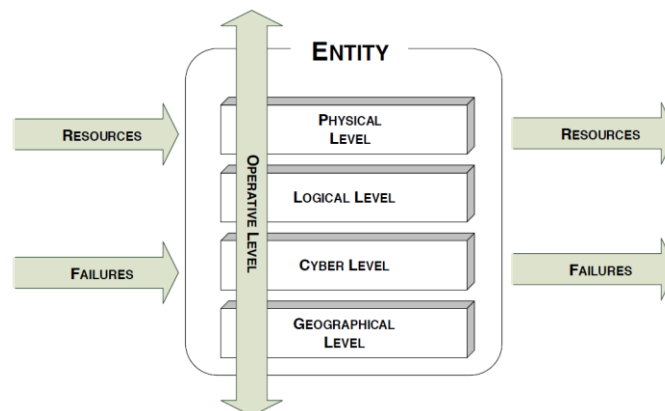 ENTITY
RESOURCES
PHYSICAL
LEVEL
RESOURCES
OPERATIVE LEVEL
LOGICAL LEVEL
FAILURES
CYBER LEVEL
FAILURES
GEOGRAPHICAL
LEVEL